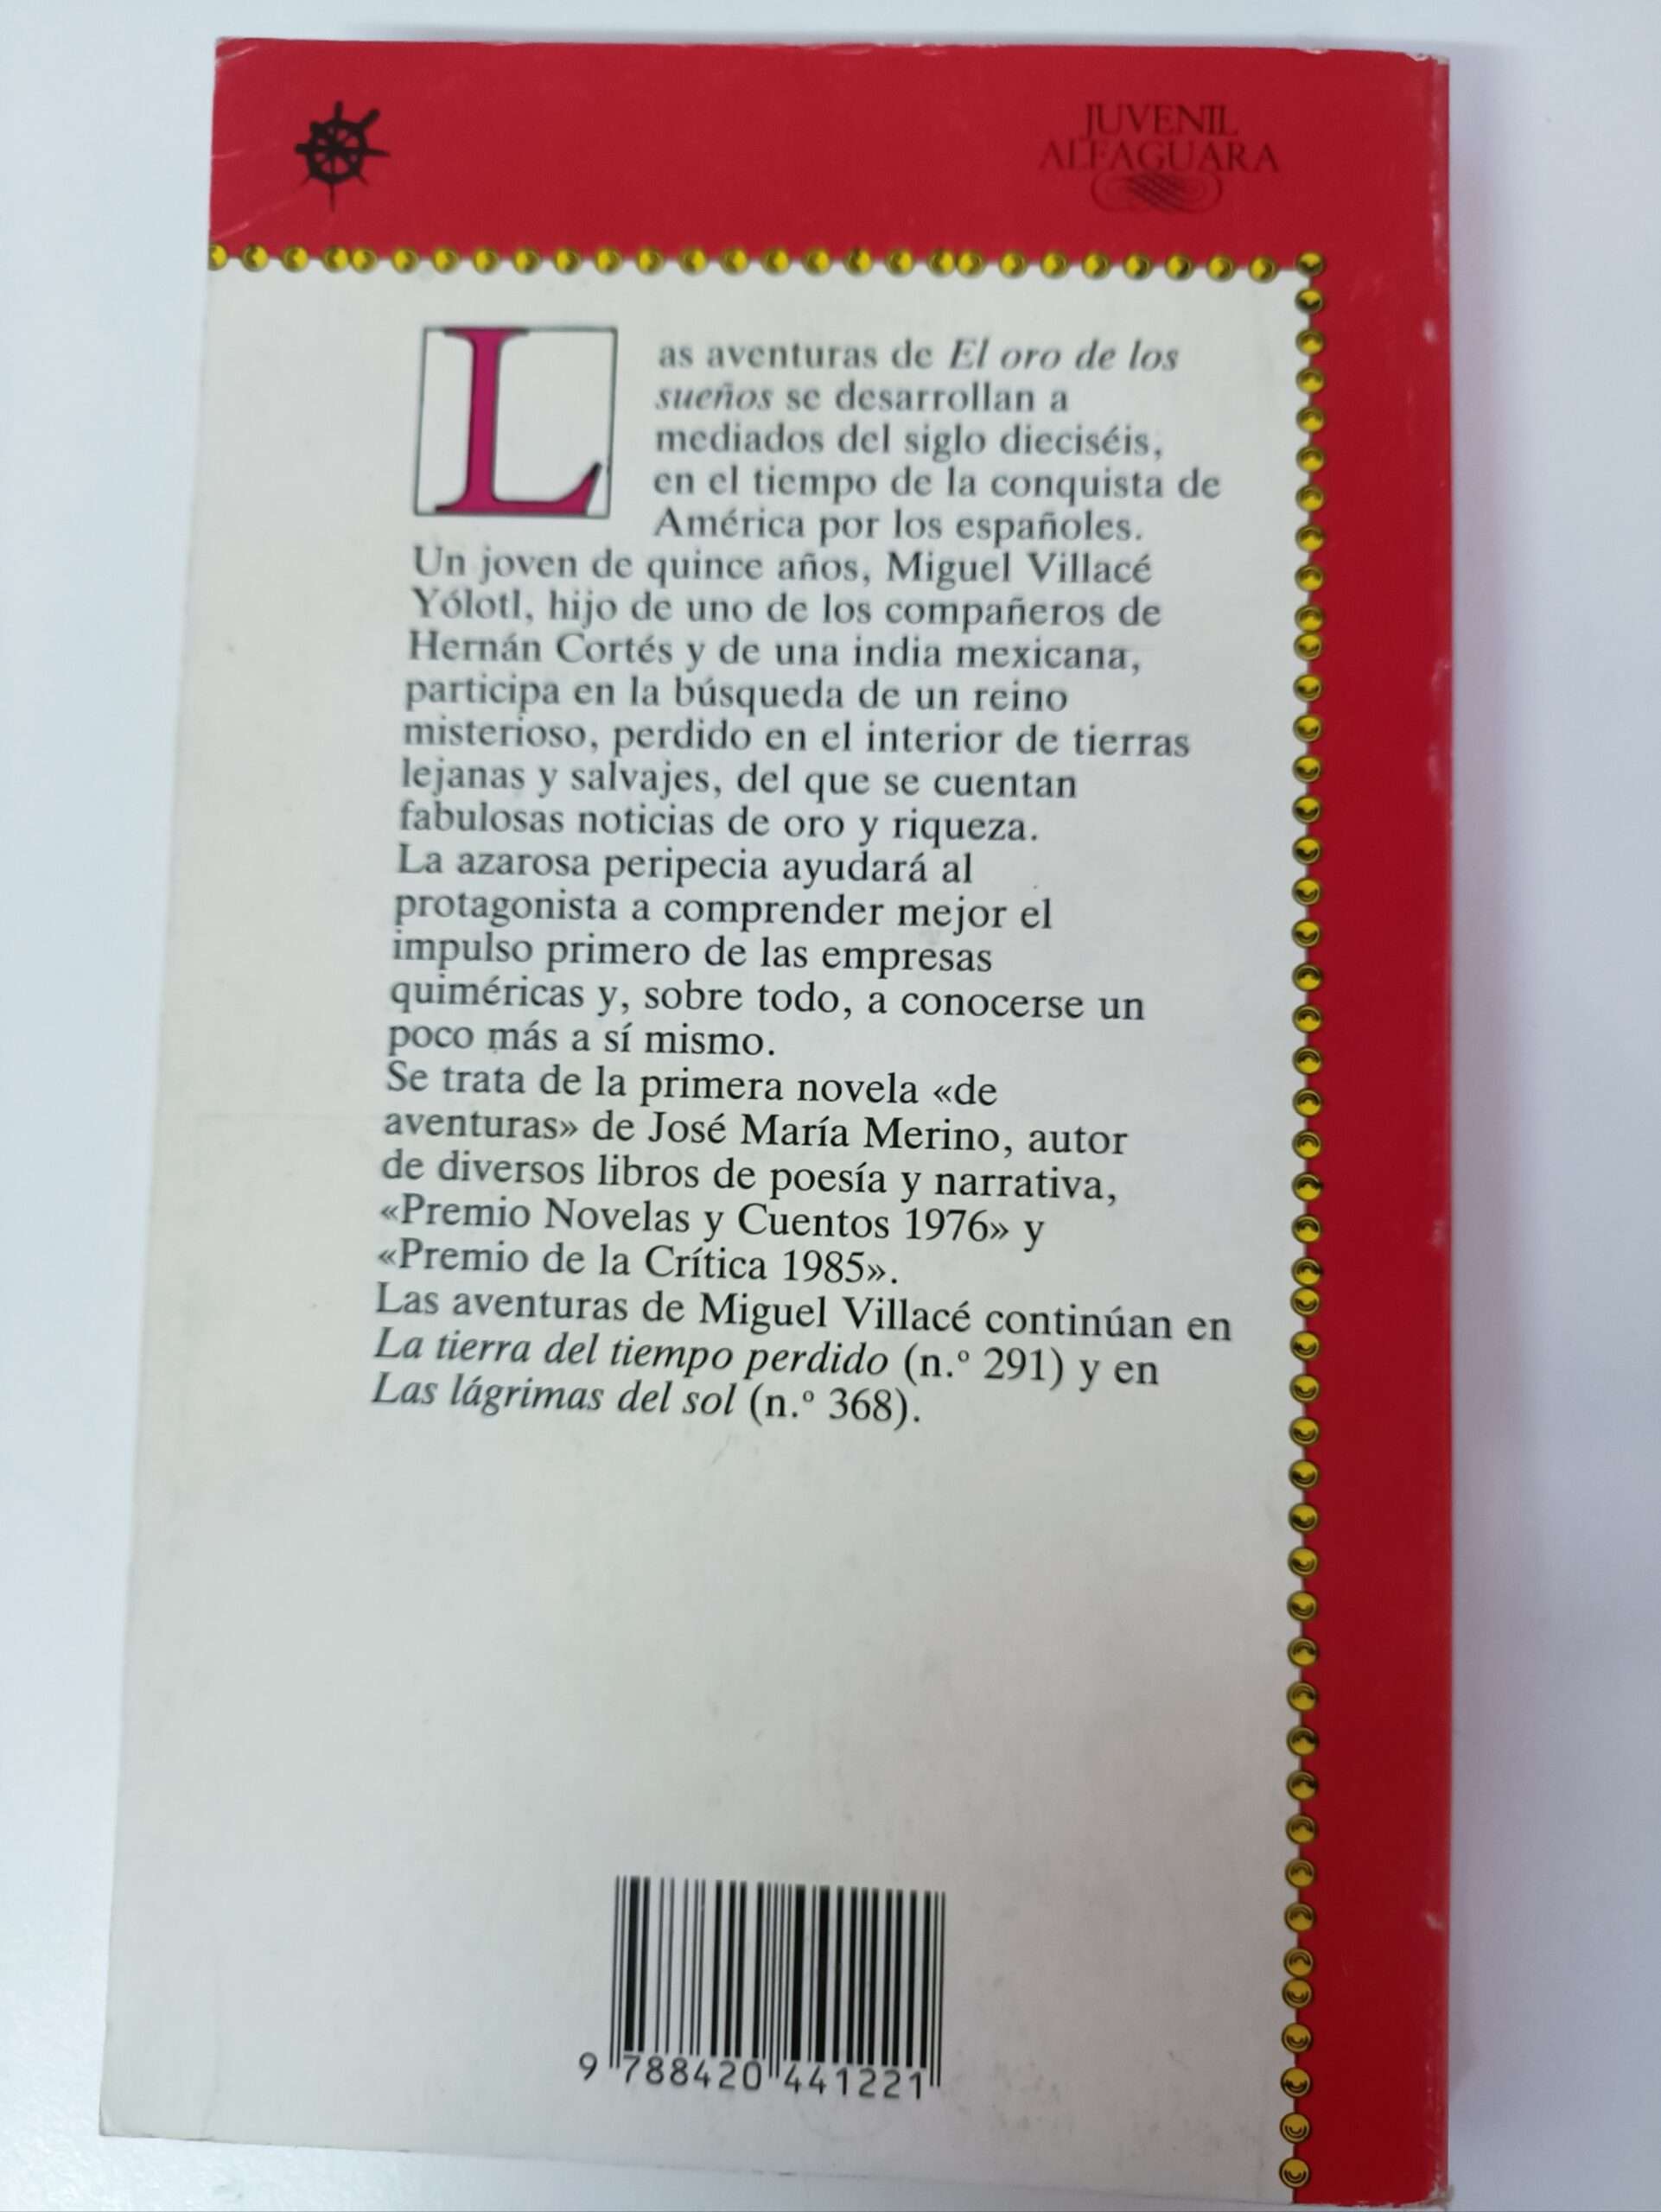 JUVENIL
ALFAGUARA
Las aventuras de El oro de los
sueños se desarrollan a
mediados del siglo dieciséis,
en el tiempo de la conquista de
América por los españoles.
Un joven de quince años, Miguel Villacé
Yólotl, hijo de uno de los compañeros de
Hernán Cortés y de una india mexicana,
participa en la búsqueda de un reino
misterioso, perdido en el interior de tierras
lejanas y salvajes, del que se cuentan
fabulosas noticias de oro y riqueza.
La azarosa peripecia ayudará al
protagonista a comprender mejor el
impulso primero de las empresas
quiméricas y, sobre todo, a conocerse un
poco más a sí mismo.
Se trata de la primera novela «de
aventuras» de José María Merino, autor
de diversos libros de poesía y narrativa,
«Premio Novelas y Cuentos 1976» y
«Premio de la Crítica 1985».
Las aventuras de Miguel Villacé continúan en
La tierra del tiempo perdido (n.º 291) y en
Las lágrimas del sol (n.º 368).
9 788420 441221